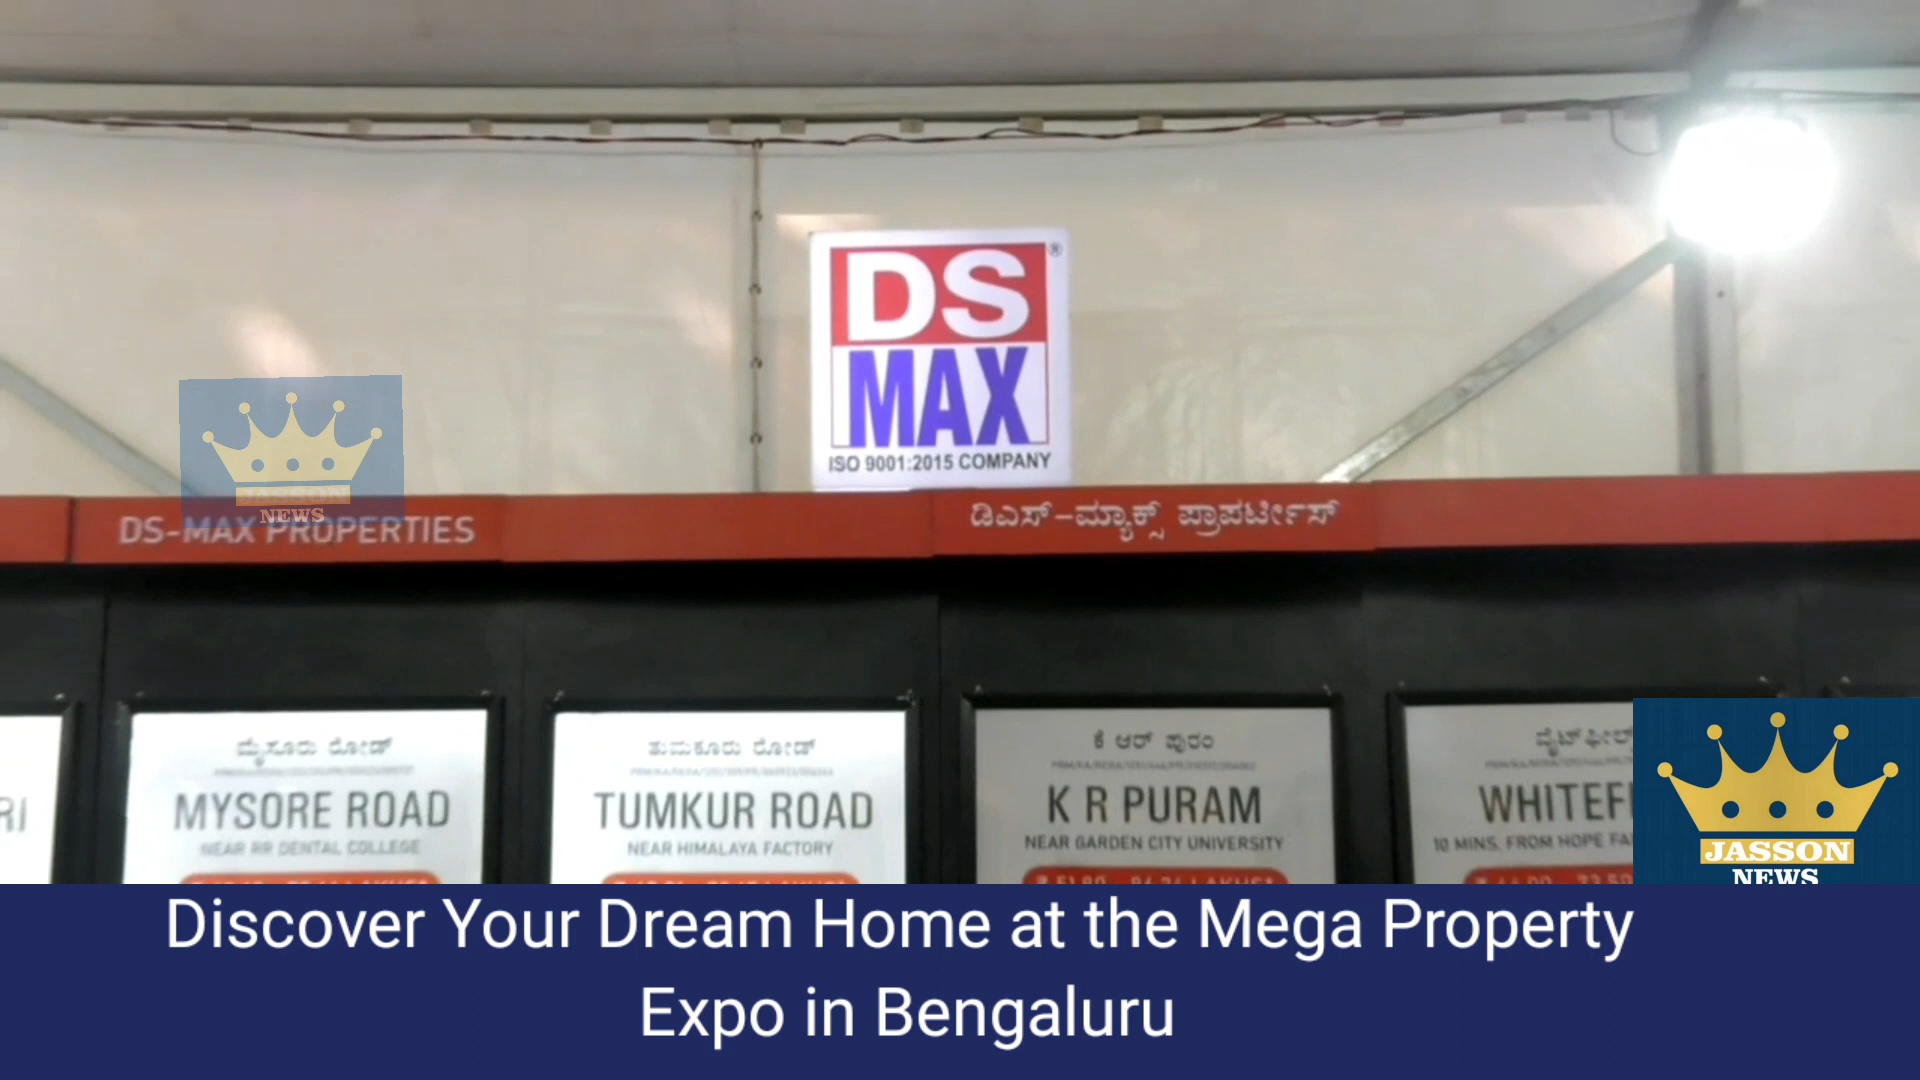 DS
®
MAX
ISO 9001:2015 COMPANY
JASSON
NEWS
DS-MAX PROPERTIES
ಡಿಎಸ್-ಮ್ಯಾಕ್ಸ್ ಪ್ರಾಪರ್ಟೀಸ್
RI
ಮೈಸೂರು ರೋಡ್
MYSORE ROAD
NEAR RR DENTAL COLLEGE
ತುಮಕೂರು ರೋಡ್
TUMKUR ROAD
NEAR HIMALAYA FACTORY
ಕೆ ಆರ್ ಪುರಂ
K R PURAM
NEAR GARDEN CITY UNIVERSITY
WHITEFI
10 MINS. FROM HOPE FA
JASSON
NEWS
Discover Your Dream Home at the Mega Property
Expo in Bengaluru